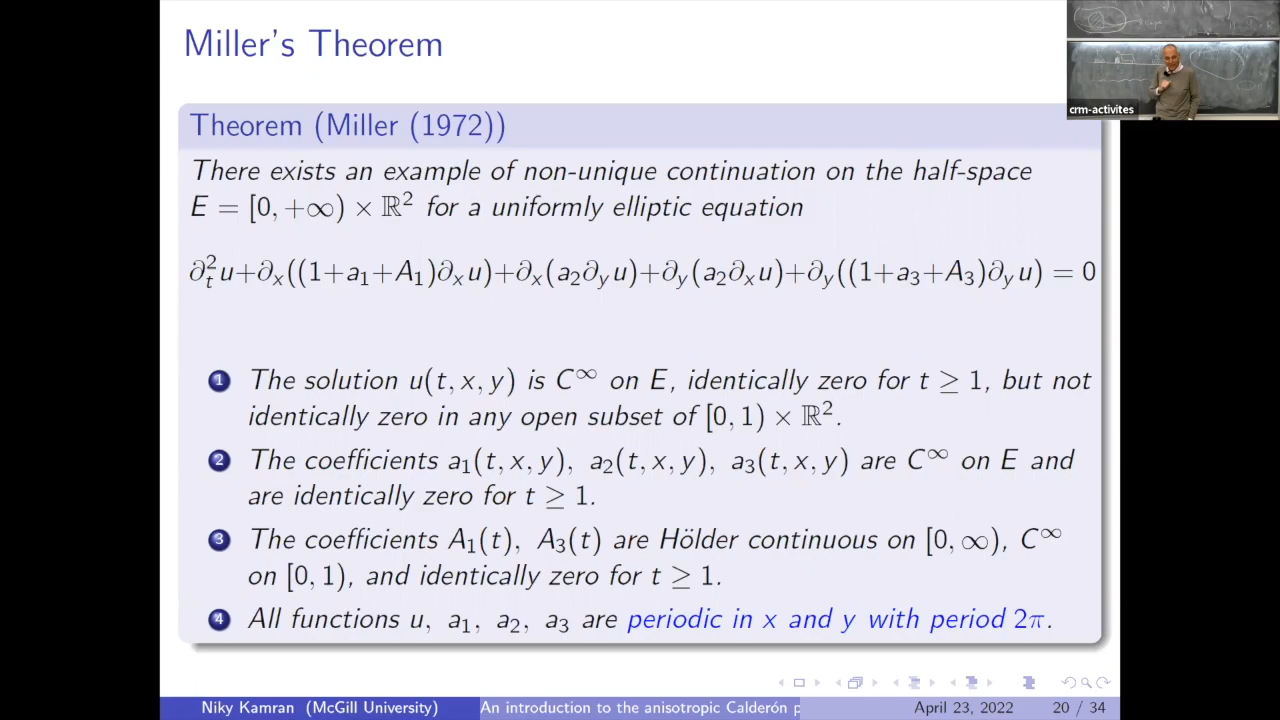 Miller's Theorem
crm-activites
Theorem (Miller (1972))
There exists an example of non-unique continuation on the half-space
E = [0, +∞) × ℝ² for a uniformly elliptic equation
∂ₜ²u+∂ₓ((1+a₁+A₁)∂ₓu)+∂ₓ(a₂∂ᵧu)+∂ᵧ(a₂∂ₓu)+∂ᵧ((1+a₃+A₃)∂ᵧu) = 0
1 The solution u(t, x, y) is C^∞ on E, identically zero for t ≥ 1, but not
identically zero in any open subset of [0, 1) × ℝ².
2 The coefficients a₁(t, x, y), a₂(t, x, y), a₃(t, x, y) are C^∞ on E and
are identically zero for t ≥ 1.
3 The coefficients A₁(t), A₃(t) are Hölder continuous on [0, ∞), C^∞
on [0, 1), and identically zero for t ≥ 1.
4 All functions u, a₁, a₂, a₃ are periodic in x and y with period 2π.
Niky Kamran (McGill University) An introduction to the anisotropic Calderón p April 23, 2022 20 / 34